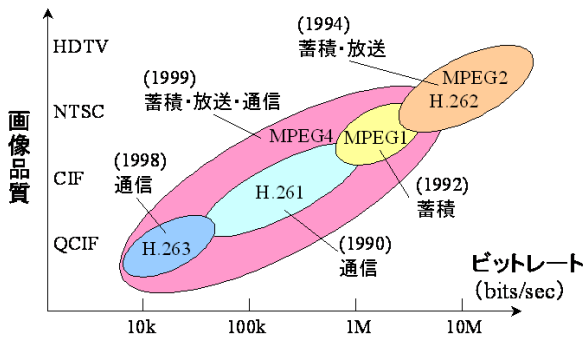 HDTV
NTSC
CIF
QCIF
画像品質
(1994)
蓄積・放送
MPEG2
H.262
(1999)
蓄積・放送・通信
MPEG4
MPEG1
(1992)
蓄積
(1998)
通信
H.261
H.263
(1990)
通信
ビットレート
(bits/sec)
10k
100k
1M
10M